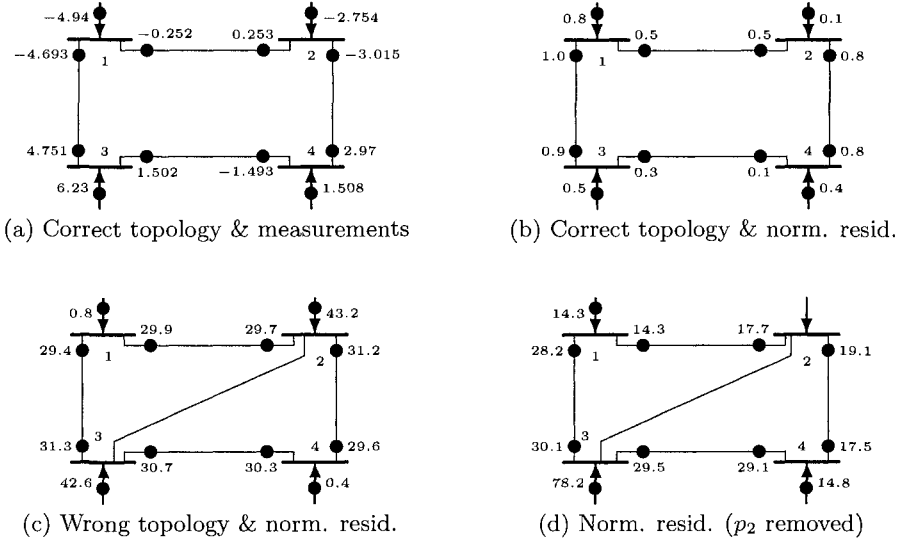 −4.94 −2.754 0.8 0.1
−0.252 0.253 0.5 0.5
−4.693 1 2 −3.015 1.0 1 2 0.8
4.751 3 4 2.97 0.9 3 4 0.8
1.502 −1.493 0.3 0.1
6.23 1.508 0.5 0.4
(a) Correct topology & measurements (b) Correct topology & norm. resid.
0.8 43.2 14.3
29.9 29.7 14.3 17.7
29.4 1 2 31.2 28.2 1 2 19.1
31.3 3 4 29.6 30.1 3 4 17.5
30.7 30.3 29.5 29.1
42.6 0.4 78.2 14.8
(c) Wrong topology & norm. resid. (d) Norm. resid. (p₂ removed)